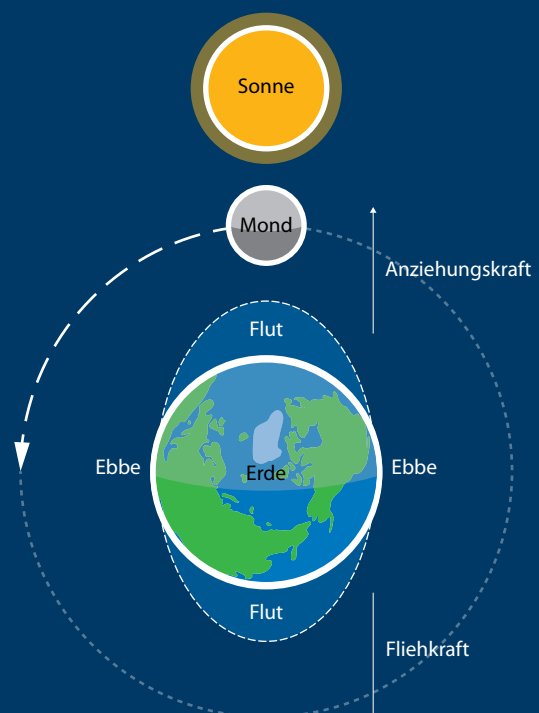 Sonne
Mond
Anziehungskraft
Flut
Ebbe
Erde
Ebbe
Flut
Fliehkraft